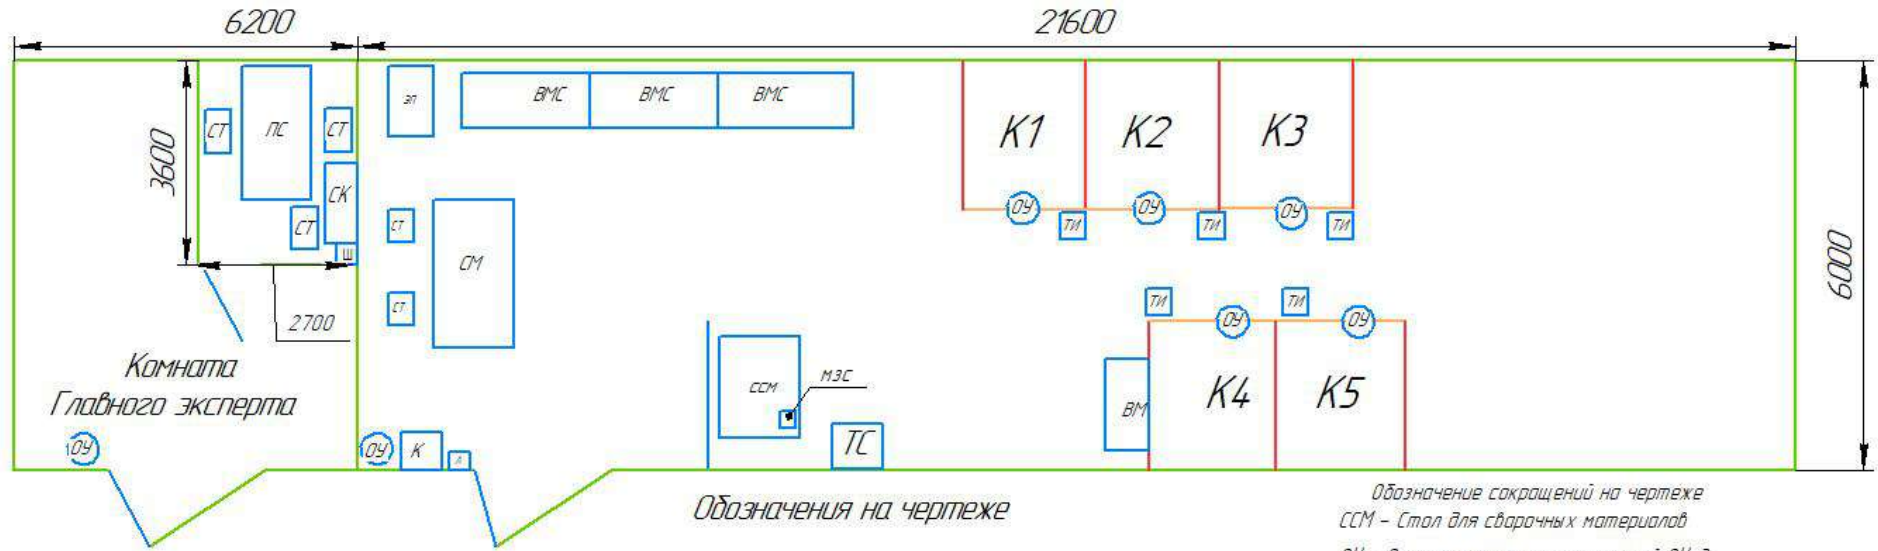 6200
21600
3600
6000
2700
СТ
ПС
СТ
СК
СТ
Ш
ЭП
ВМС
ВМС
ВМС
К1
К2
К3
ОУ
ТИ
ОУ
ТИ
ОУ
ТИ
СТ
СМ
СТ
ТИ
ОУ
ТИ
ОУ
Комната
Главного эксперта
ССМ
МЗС
ВМ
К4
К5
ОУ
ОУ
К
ТС
Обозначения на чертеже
Обозначение сокращений на чертеже
ССМ – Стол для сварочных материалов